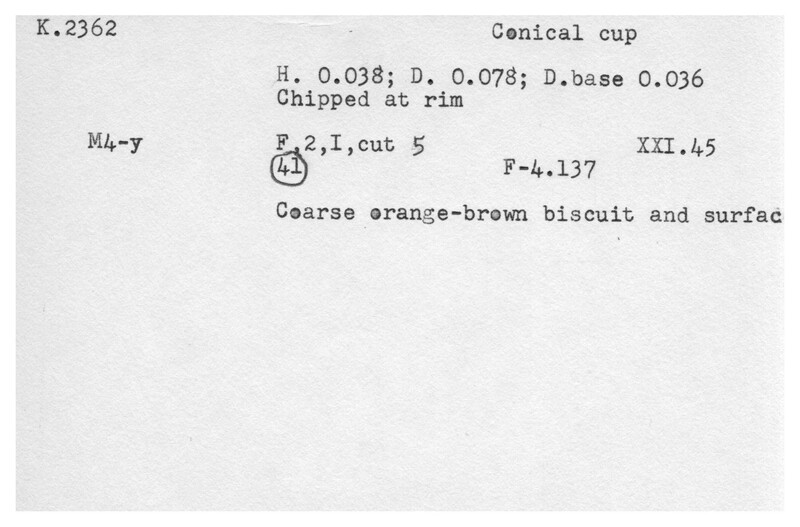 K.2362 Conical cup
H. 0.038; D. 0.078; D.base 0.036
Chipped at rim
M4-y F,2,I,cut 5 XXI.45
41 F-4.137
Coarse orange-brown biscuit and surfac